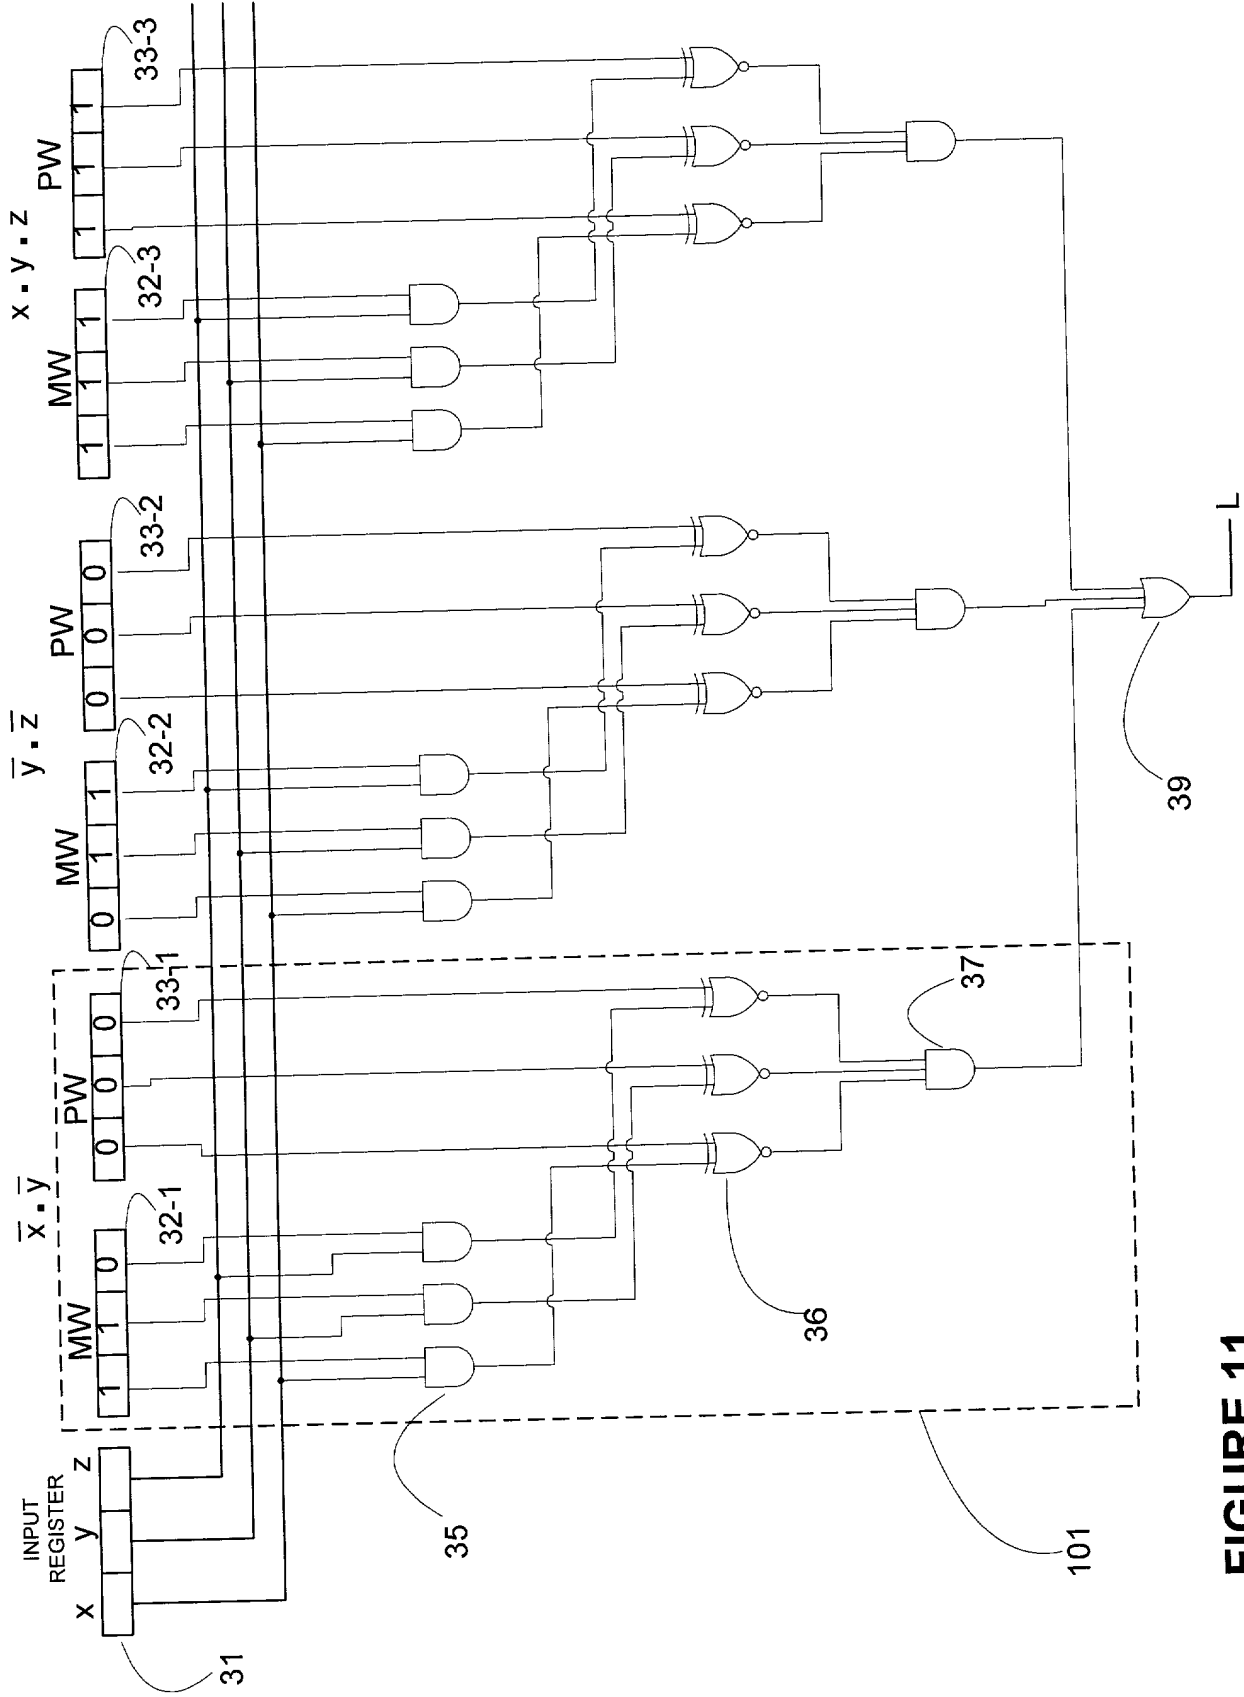 x̅ . y̅
y̅ . z̅
x . y . z
INPUT
REGISTER
x y z
MW
1 1 0
PW
0 0 0
MW
0 1 1
PW
0 0 0
MW
1 1 1
PW
1 1 1
31
32-1
33-1
32-2
33-2
32-3
33-3
35
36
37
101
39
L
FIGURE 11